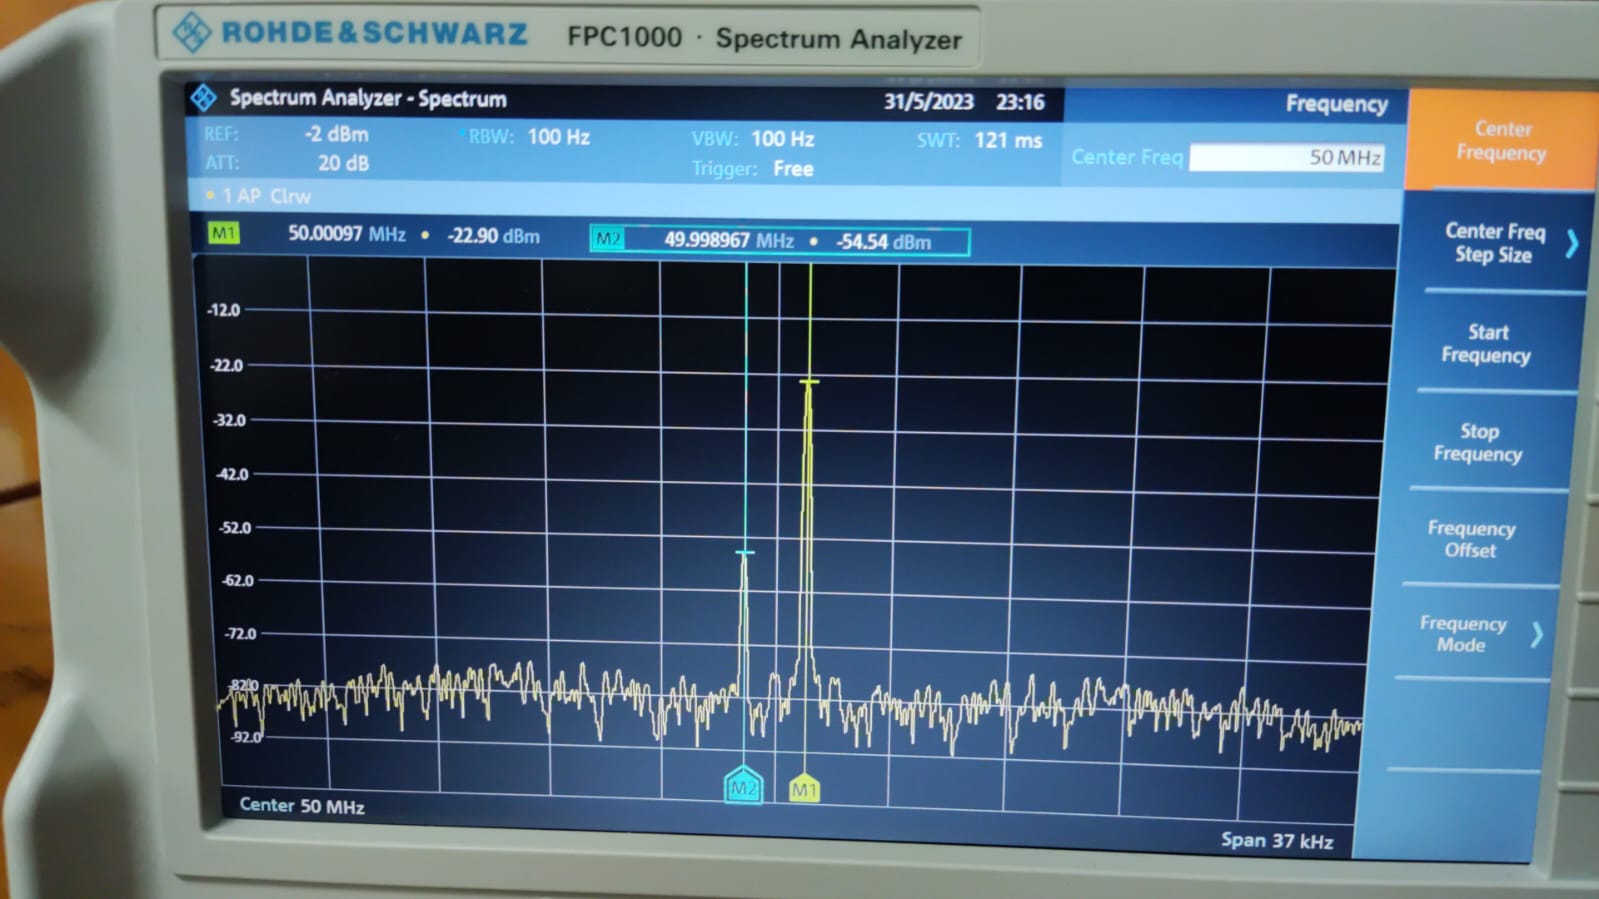 ROHDE & SCHWARZ FPC1000 · Spectrum Analyzer
Spectrum Analyzer - Spectrum 31/5/2023 23:16 Frequency
REF: -2 dBm RBW: 100 Hz VBW: 100 Hz SWT: 121 ms
ATT: 20 dB Trigger: Free
Center Freq 50 MHz
1 AP Clrw
M1 50.00097 MHz • -22.90 dBm M2 49.998967 MHz • -54.54 dBm
-12.0
-22.0
-32.0
-42.0
-52.0
-62.0
-72.0
-82.0
-92.0
M2 M1
Center 50 MHz
Span 37 kHz
Center
Frequency
Center Freq
Step Size
Start
Frequency
Stop
Frequency
Frequency
Offset
Frequency
Mode